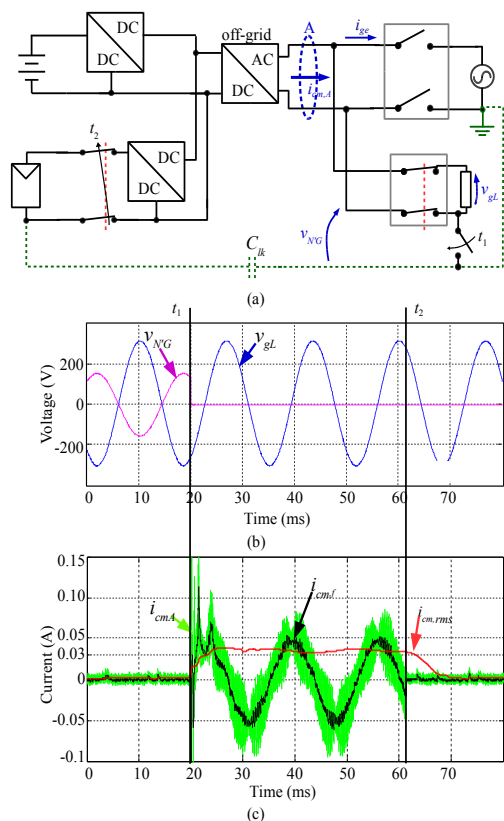 off-grid
A
i_ge
DC
DC
AC
DC
i_cm,A
t_2
DC
DC
v_gL
v_N'G
t_1
C_lk
(a)
t_1
t_2
v_N'G
v_gL
Voltage (V)
200
0
-200
0 10 20 30 40 50 60 70
Time (ms)
(b)
Current (A)
0.15
0.10
0.05
0.03
0
-0.05
-0.1
i_cmA
i_cm,f
i_cm,rms
0 10 20 30 40 50 60 70
Time (ms)
(c)